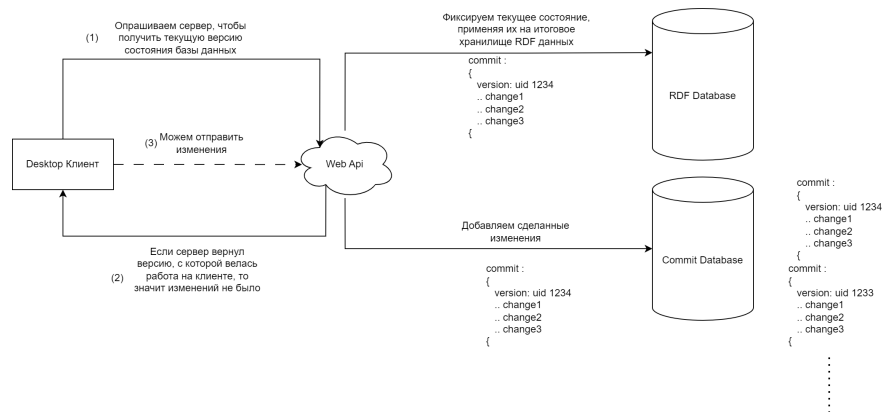 Опрашиваем сервер, чтобы
получить текущую версию
состояния базы данных
(1)
Фиксируем текущее состояние,
применяя их на итоговое
хранилище RDF данных
commit :
{
version: uid 1234
.. change1
.. change2
.. change3
{
RDF Database
Desktop Клиент
(3)
Можем отправить
изменения
Web Api
Если сервер вернул
версию, с которой велась
работа на клиенте, то
значит изменений не было
(2)
Добавляем сделанные
изменения
commit :
{
version: uid 1234
.. change1
.. change2
.. change3
{
Commit Database
commit :
{
version: uid 1234
.. change1
.. change2
.. change3
{
commit :
{
version: uid 1233
.. change1
.. change2
.. change3
{